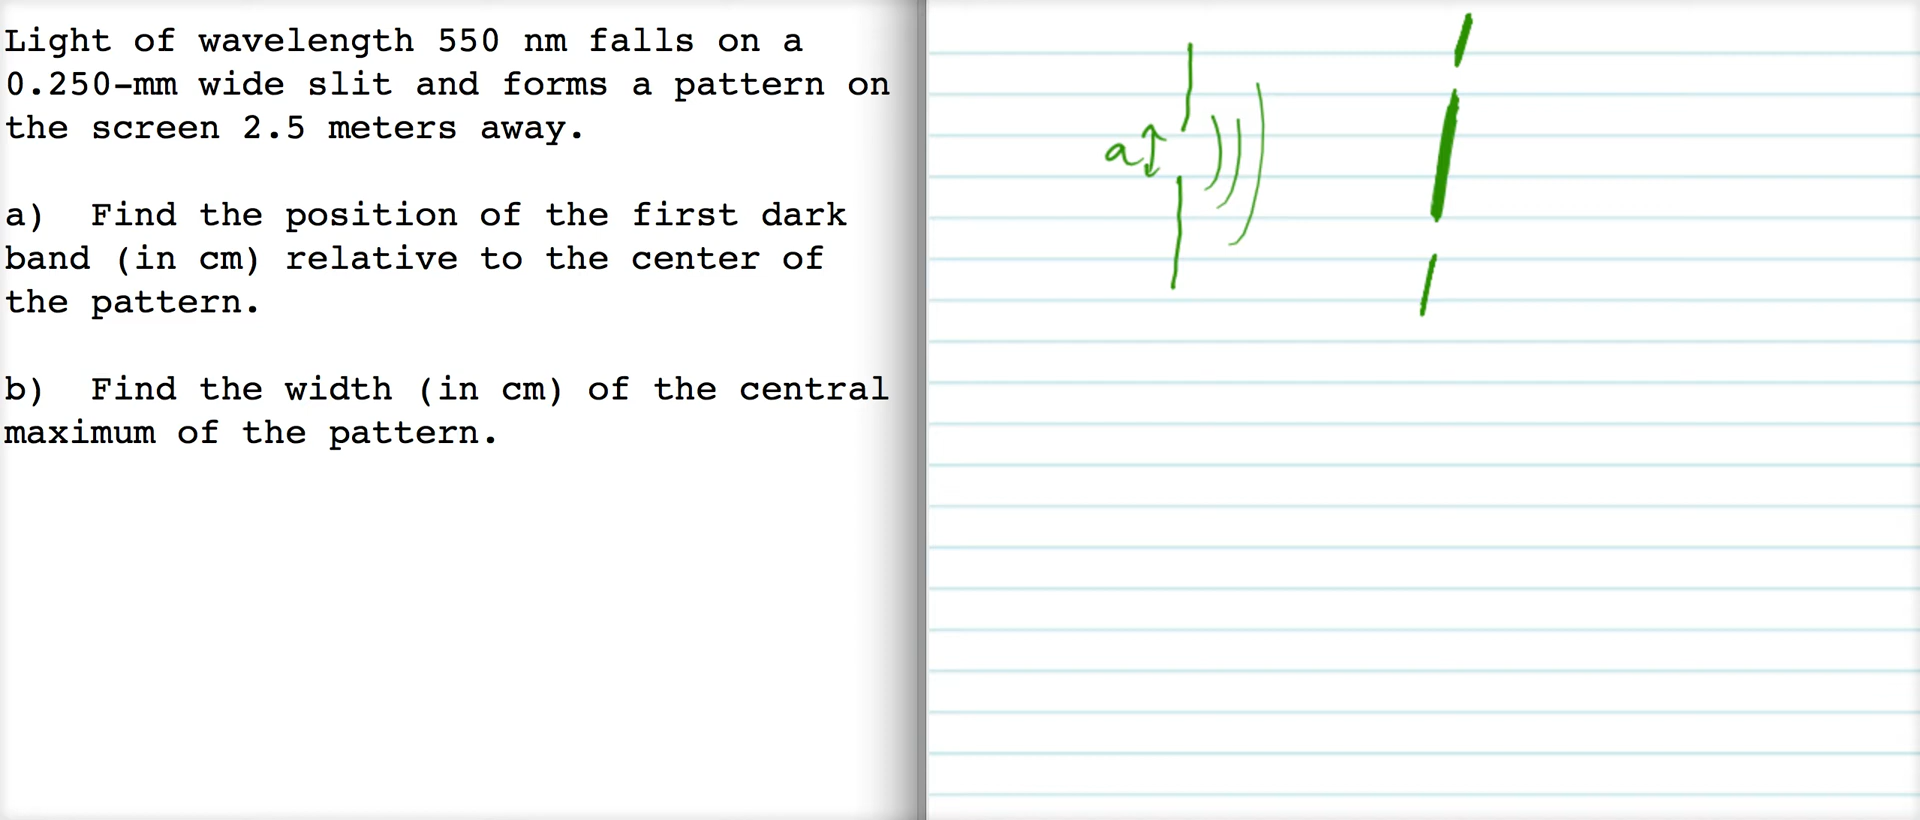 Light of wavelength 550 nm falls on a
0.250-mm wide slit and forms a pattern on
the screen 2.5 meters away.
a)  Find the position of the first dark
band (in cm) relative to the center of
the pattern.
b)  Find the width (in cm) of the central
maximum of the pattern.
a